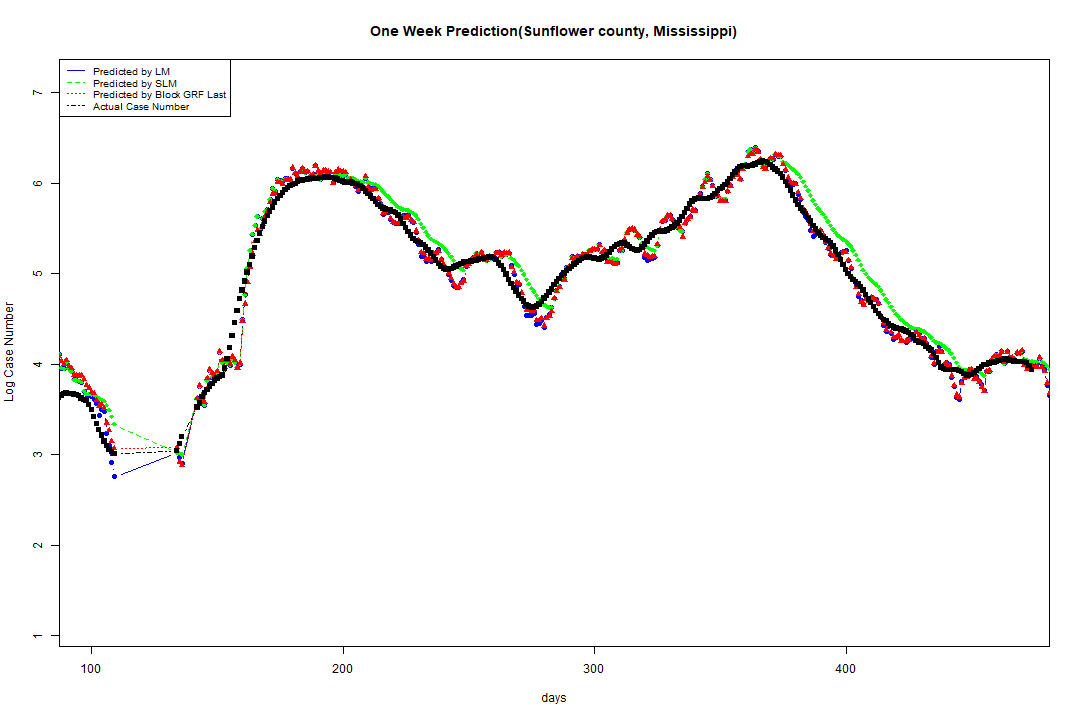 One Week Prediction(Sunflower county, Mississippi)
Predicted by LM
Predicted by SLM
Predicted by Block GRF Last
Actual Case Number
7
6
5
4
3
2
1
Log Case Number
100 200 300 400
days